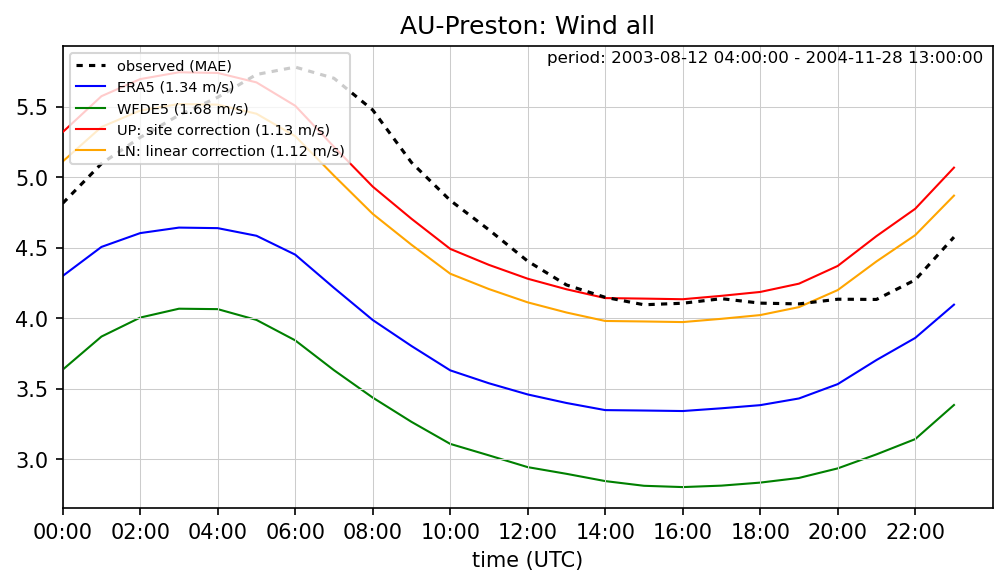 AU-Preston: Wind all
period: 2003-08-12 04:00:00 - 2004-11-28 13:00:00
observed (MAE)
ERA5 (1.34 m/s)
WFDE5 (1.68 m/s)
UP: site correction (1.13 m/s)
LN: linear correction (1.12 m/s)
5.5
5.0
4.5
4.0
3.5
3.0
00:00 02:00 04:00 06:00 08:00 10:00 12:00 14:00 16:00 18:00 20:00 22:00
time (UTC)